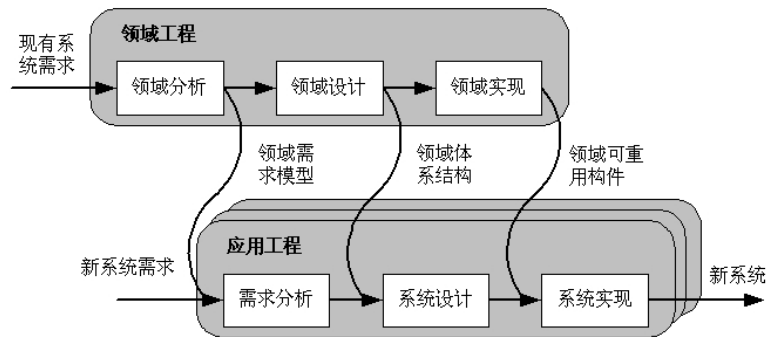 领域工程
现有系
统需求
领域分析
领域设计
领域实现
领域需
求模型
领域体
系结构
领域可重
用构件
应用工程
新系统需求
需求分析
系统设计
系统实现
新系统